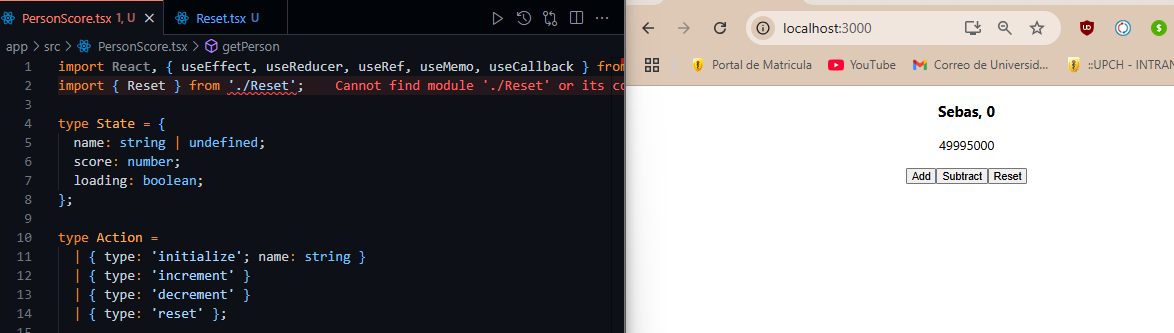 PersonScore.tsx 1, U
Reset.tsx U
app > src > PersonScore.tsx > getPerson
1 import React, { useEffect, useReducer, useRef, useMemo, useCallback } from
2 import { Reset } from './Reset'; Cannot find module './Reset' or its co
3
4 type State = {
5 name: string | undefined;
6 score: number;
7 loading: boolean;
8 };
9
10 type Action =
11 | { type: 'initialize'; name: string }
12 | { type: 'increment' }
13 | { type: 'decrement' }
14 | { type: 'reset' };
localhost:3000
Portal de Matricula
YouTube
Correo de Universid...
::UPCH - INTRAN
Sebas, 0
49995000
Add Subtract Reset